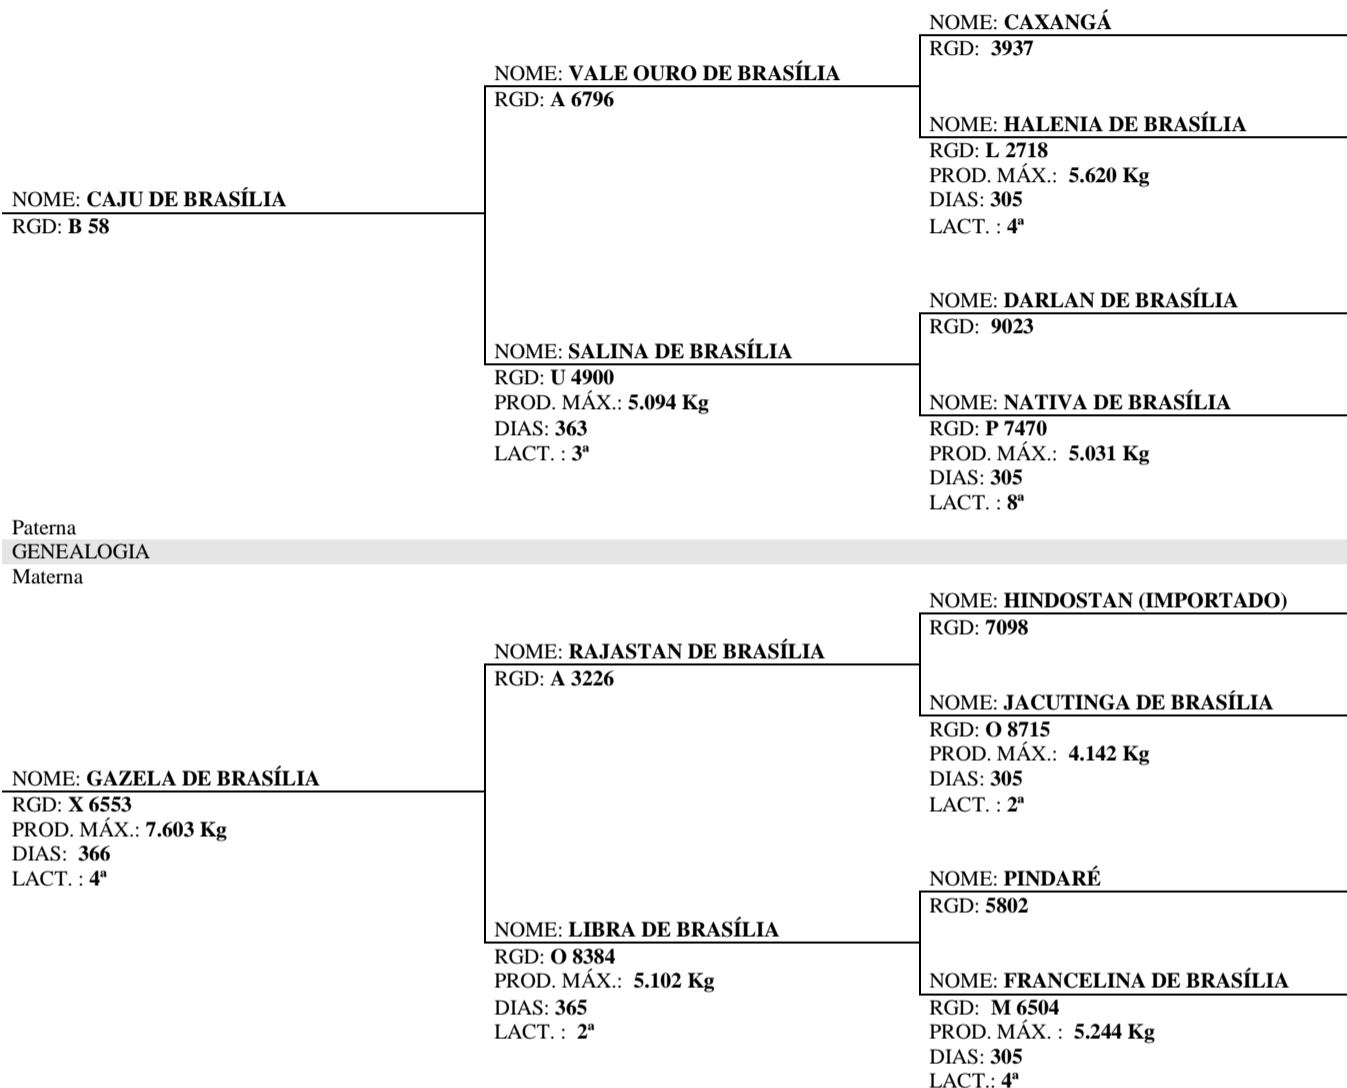 NOME: CAXANGÁ
RGD: 3937
NOME: VALE OURO DE BRASÍLIA
RGD: A 6796
NOME: HALENIA DE BRASÍLIA
RGD: L 2718
PROD. MÁX.: 5.620 Kg
DIAS: 305
LACT. : 4ª
NOME: CAJU DE BRASÍLIA
RGD: B 58
NOME: DARLAN DE BRASÍLIA
RGD: 9023
NOME: SALINA DE BRASÍLIA
RGD: U 4900
PROD. MÁX.: 5.094 Kg
DIAS: 363
LACT. : 3ª
NOME: NATIVA DE BRASÍLIA
RGD: P 7470
PROD. MÁX.: 5.031 Kg
DIAS: 305
LACT. : 8ª
Paterna
GENEALOGIA
Materna
NOME: HINDOSTAN (IMPORTADO)
RGD: 7098
NOME: RAJASTAN DE BRASÍLIA
RGD: A 3226
NOME: JACUTINGA DE BRASÍLIA
RGD: O 8715
PROD. MÁX.: 4.142 Kg
DIAS: 305
LACT. : 2ª
NOME: GAZELA DE BRASÍLIA
RGD: X 6553
PROD. MÁX.: 7.603 Kg
DIAS: 366
LACT. : 4ª
NOME: PINDARÉ
RGD: 5802
NOME: LIBRA DE BRASÍLIA
RGD: O 8384
PROD. MÁX.: 5.102 Kg
DIAS: 365
LACT. : 2ª
NOME: FRANCELINA DE BRASÍLIA
RGD: M 6504
PROD. MÁX. : 5.244 Kg
DIAS: 305
LACT.: 4ª